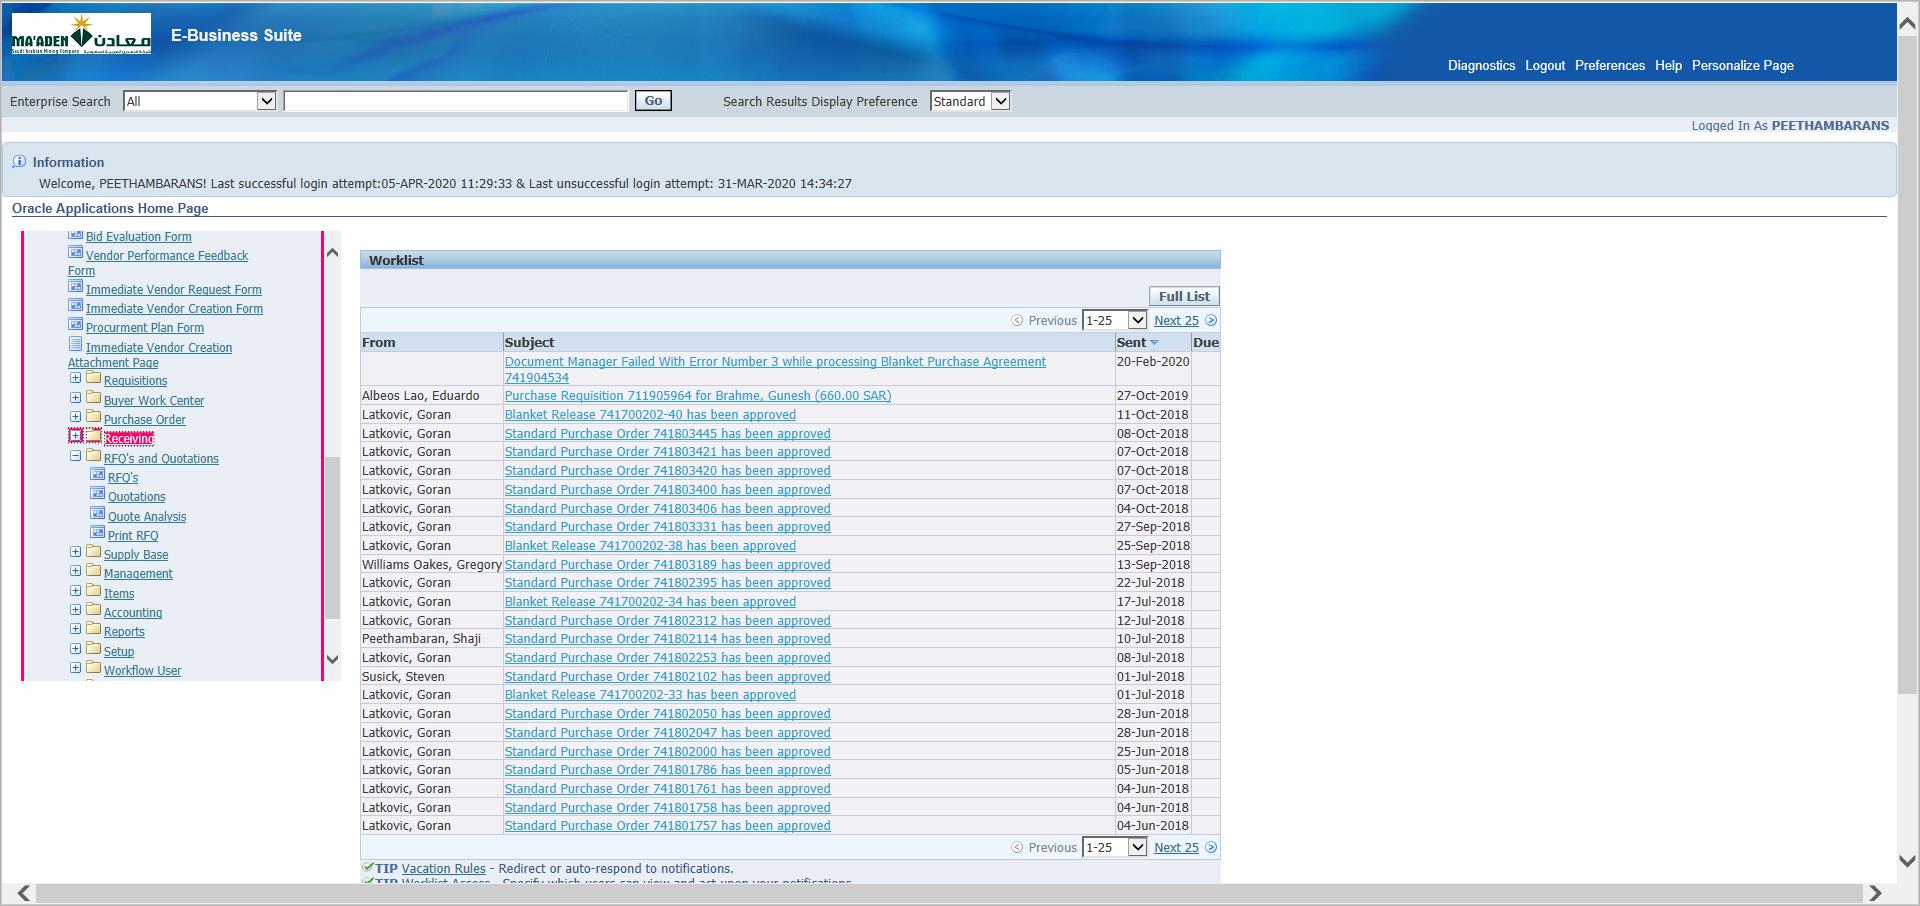 MA'ADEN معادن
Saudi Arabian Mining Company
E-Business Suite
Diagnostics Logout Preferences Help Personalize Page
Enterprise Search All Go Search Results Display Preference Standard
Logged In As PEETHAMBARANS
Information
Welcome, PEETHAMBARANS! Last successful login attempt:05-APR-2020 11:29:33 & Last unsuccessful login attempt: 31-MAR-2020 14:34:27
Oracle Applications Home Page
Bid Evaluation Form
Vendor Performance Feedback
Form
Immediate Vendor Request Form
Immediate Vendor Creation Form
Procurment Plan Form
Immediate Vendor Creation
Attachment Page
Requisitions
Buyer Work Center
Purchase Order
Receiving
RFQ's and Quotations
RFQ's
Quotations
Quote Analysis
Print RFQ
Supply Base
Management
Items
Accounting
Reports
Setup
Workflow User
Worklist
Full List
Previous 1-25 Next 25
From Subject Sent Due
Document Manager Failed With Error Number 3 while processing Blanket Purchase Agreement 20-Feb-2020
741904534
Albeos Lao, Eduardo Purchase Requisition 711905964 for Brahme, Gunesh (660.00 SAR) 27-Oct-2019
Latkovic, Goran Blanket Release 741700202-40 has been approved 11-Oct-2018
Latkovic, Goran Standard Purchase Order 741803445 has been approved 08-Oct-2018
Latkovic, Goran Standard Purchase Order 741803421 has been approved 07-Oct-2018
Latkovic, Goran Standard Purchase Order 741803420 has been approved 07-Oct-2018
Latkovic, Goran Standard Purchase Order 741803400 has been approved 07-Oct-2018
Latkovic, Goran Standard Purchase Order 741803406 has been approved 04-Oct-2018
Latkovic, Goran Standard Purchase Order 741803331 has been approved 27-Sep-2018
Latkovic, Goran Blanket Release 741700202-38 has been approved 25-Sep-2018
Williams Oakes, Gregory Standard Purchase Order 741803189 has been approved 13-Sep-2018
Latkovic, Goran Standard Purchase Order 741802395 has been approved 22-Jul-2018
Latkovic, Goran Blanket Release 741700202-34 has been approved 17-Jul-2018
Latkovic, Goran Standard Purchase Order 741802312 has been approved 12-Jul-2018
Peethambaran, Shaji Standard Purchase Order 741802114 has been approved 10-Jul-2018
Latkovic, Goran Standard Purchase Order 741802253 has been approved 08-Jul-2018
Susick, Steven Standard Purchase Order 741802102 has been approved 01-Jul-2018
Latkovic, Goran Blanket Release 741700202-33 has been approved 01-Jul-2018
Latkovic, Goran Standard Purchase Order 741802050 has been approved 28-Jun-2018
Latkovic, Goran Standard Purchase Order 741802047 has been approved 28-Jun-2018
Latkovic, Goran Standard Purchase Order 741802000 has been approved 25-Jun-2018
Latkovic, Goran Standard Purchase Order 741801786 has been approved 05-Jun-2018
Latkovic, Goran Standard Purchase Order 741801761 has been approved 04-Jun-2018
Latkovic, Goran Standard Purchase Order 741801758 has been approved 04-Jun-2018
Latkovic, Goran Standard Purchase Order 741801757 has been approved 04-Jun-2018
Previous 1-25 Next 25
TIP Vacation Rules - Redirect or auto-respond to notifications.
TIP Worklist Access - Specify which users can view and act upon your notifications.